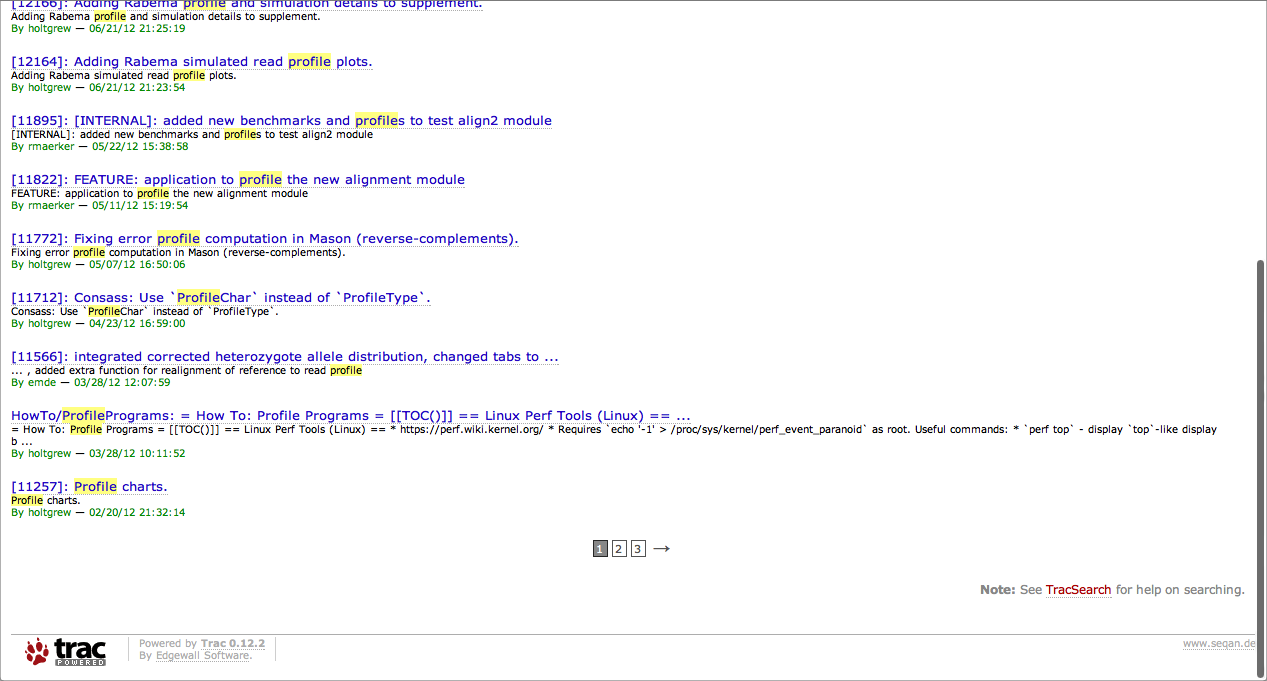 [12166]: Adding Rabema profile and simulation details to supplement.
Adding Rabema profile and simulation details to supplement.
By holtgrew — 06/21/12 21:25:19
[12164]: Adding Rabema simulated read profile plots.
Adding Rabema simulated read profile plots.
By holtgrew — 06/21/12 21:23:54
[11895]: [INTERNAL]: added new benchmarks and profiles to test align2 module
[INTERNAL]: added new benchmarks and profiles to test align2 module
By rmaerker — 05/22/12 15:38:58
[11822]: FEATURE: application to profile the new alignment module
FEATURE: application to profile the new alignment module
By rmaerker — 05/11/12 15:19:54
[11772]: Fixing error profile computation in Mason (reverse-complements).
Fixing error profile computation in Mason (reverse-complements).
By holtgrew — 05/07/12 16:50:06
[11712]: Consass: Use `ProfileChar` instead of `ProfileType`.
Consass: Use `ProfileChar` instead of `ProfileType`.
By holtgrew — 04/23/12 16:59:00
[11566]: integrated corrected heterozygote allele distribution, changed tabs to ...
... , added extra function for realignment of reference to read profile
By emde — 03/28/12 12:07:59
HowTo/ProfilePrograms: = How To: Profile Programs = [[TOC()]] == Linux Perf Tools (Linux) == ...
= How To: Profile Programs = [[TOC()]] == Linux Perf Tools (Linux) == * https://perf.wiki.kernel.org/ * Requires `echo '-1' > /proc/sys/kernel/perf_event_paranoid` as root. Useful commands: * `perf top` - display `top`-like display
b ...
By holtgrew — 03/28/12 10:11:52
[11257]: Profile charts.
Profile charts.
By holtgrew — 02/20/12 21:32:14
1 2 3 →
Note: See TracSearch for help on searching.
trac
POWERED
Powered by Trac 0.12.2
By Edgewall Software.
www.seqan.de